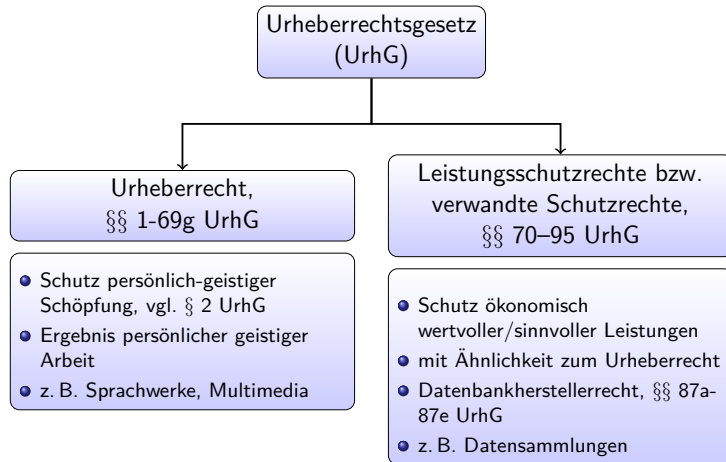 Urheberrechtsgesetz
(UrhG)
Urheberrecht,
§§ 1-69g UrhG
Schutz persönlich-geistiger
Schöpfung, vgl. § 2 UrhG
Ergebnis persönlicher geistiger
Arbeit
z. B. Sprachwerke, Multimedia
Leistungsschutzrechte bzw.
verwandte Schutzrechte,
§§ 70–95 UrhG
Schutz ökonomisch
wertvoller/sinnvoller Leistungen
mit Ähnlichkeit zum Urheberrecht
Datenbankherstellerrecht, §§ 87a-
87e UrhG
z. B. Datensammlungen